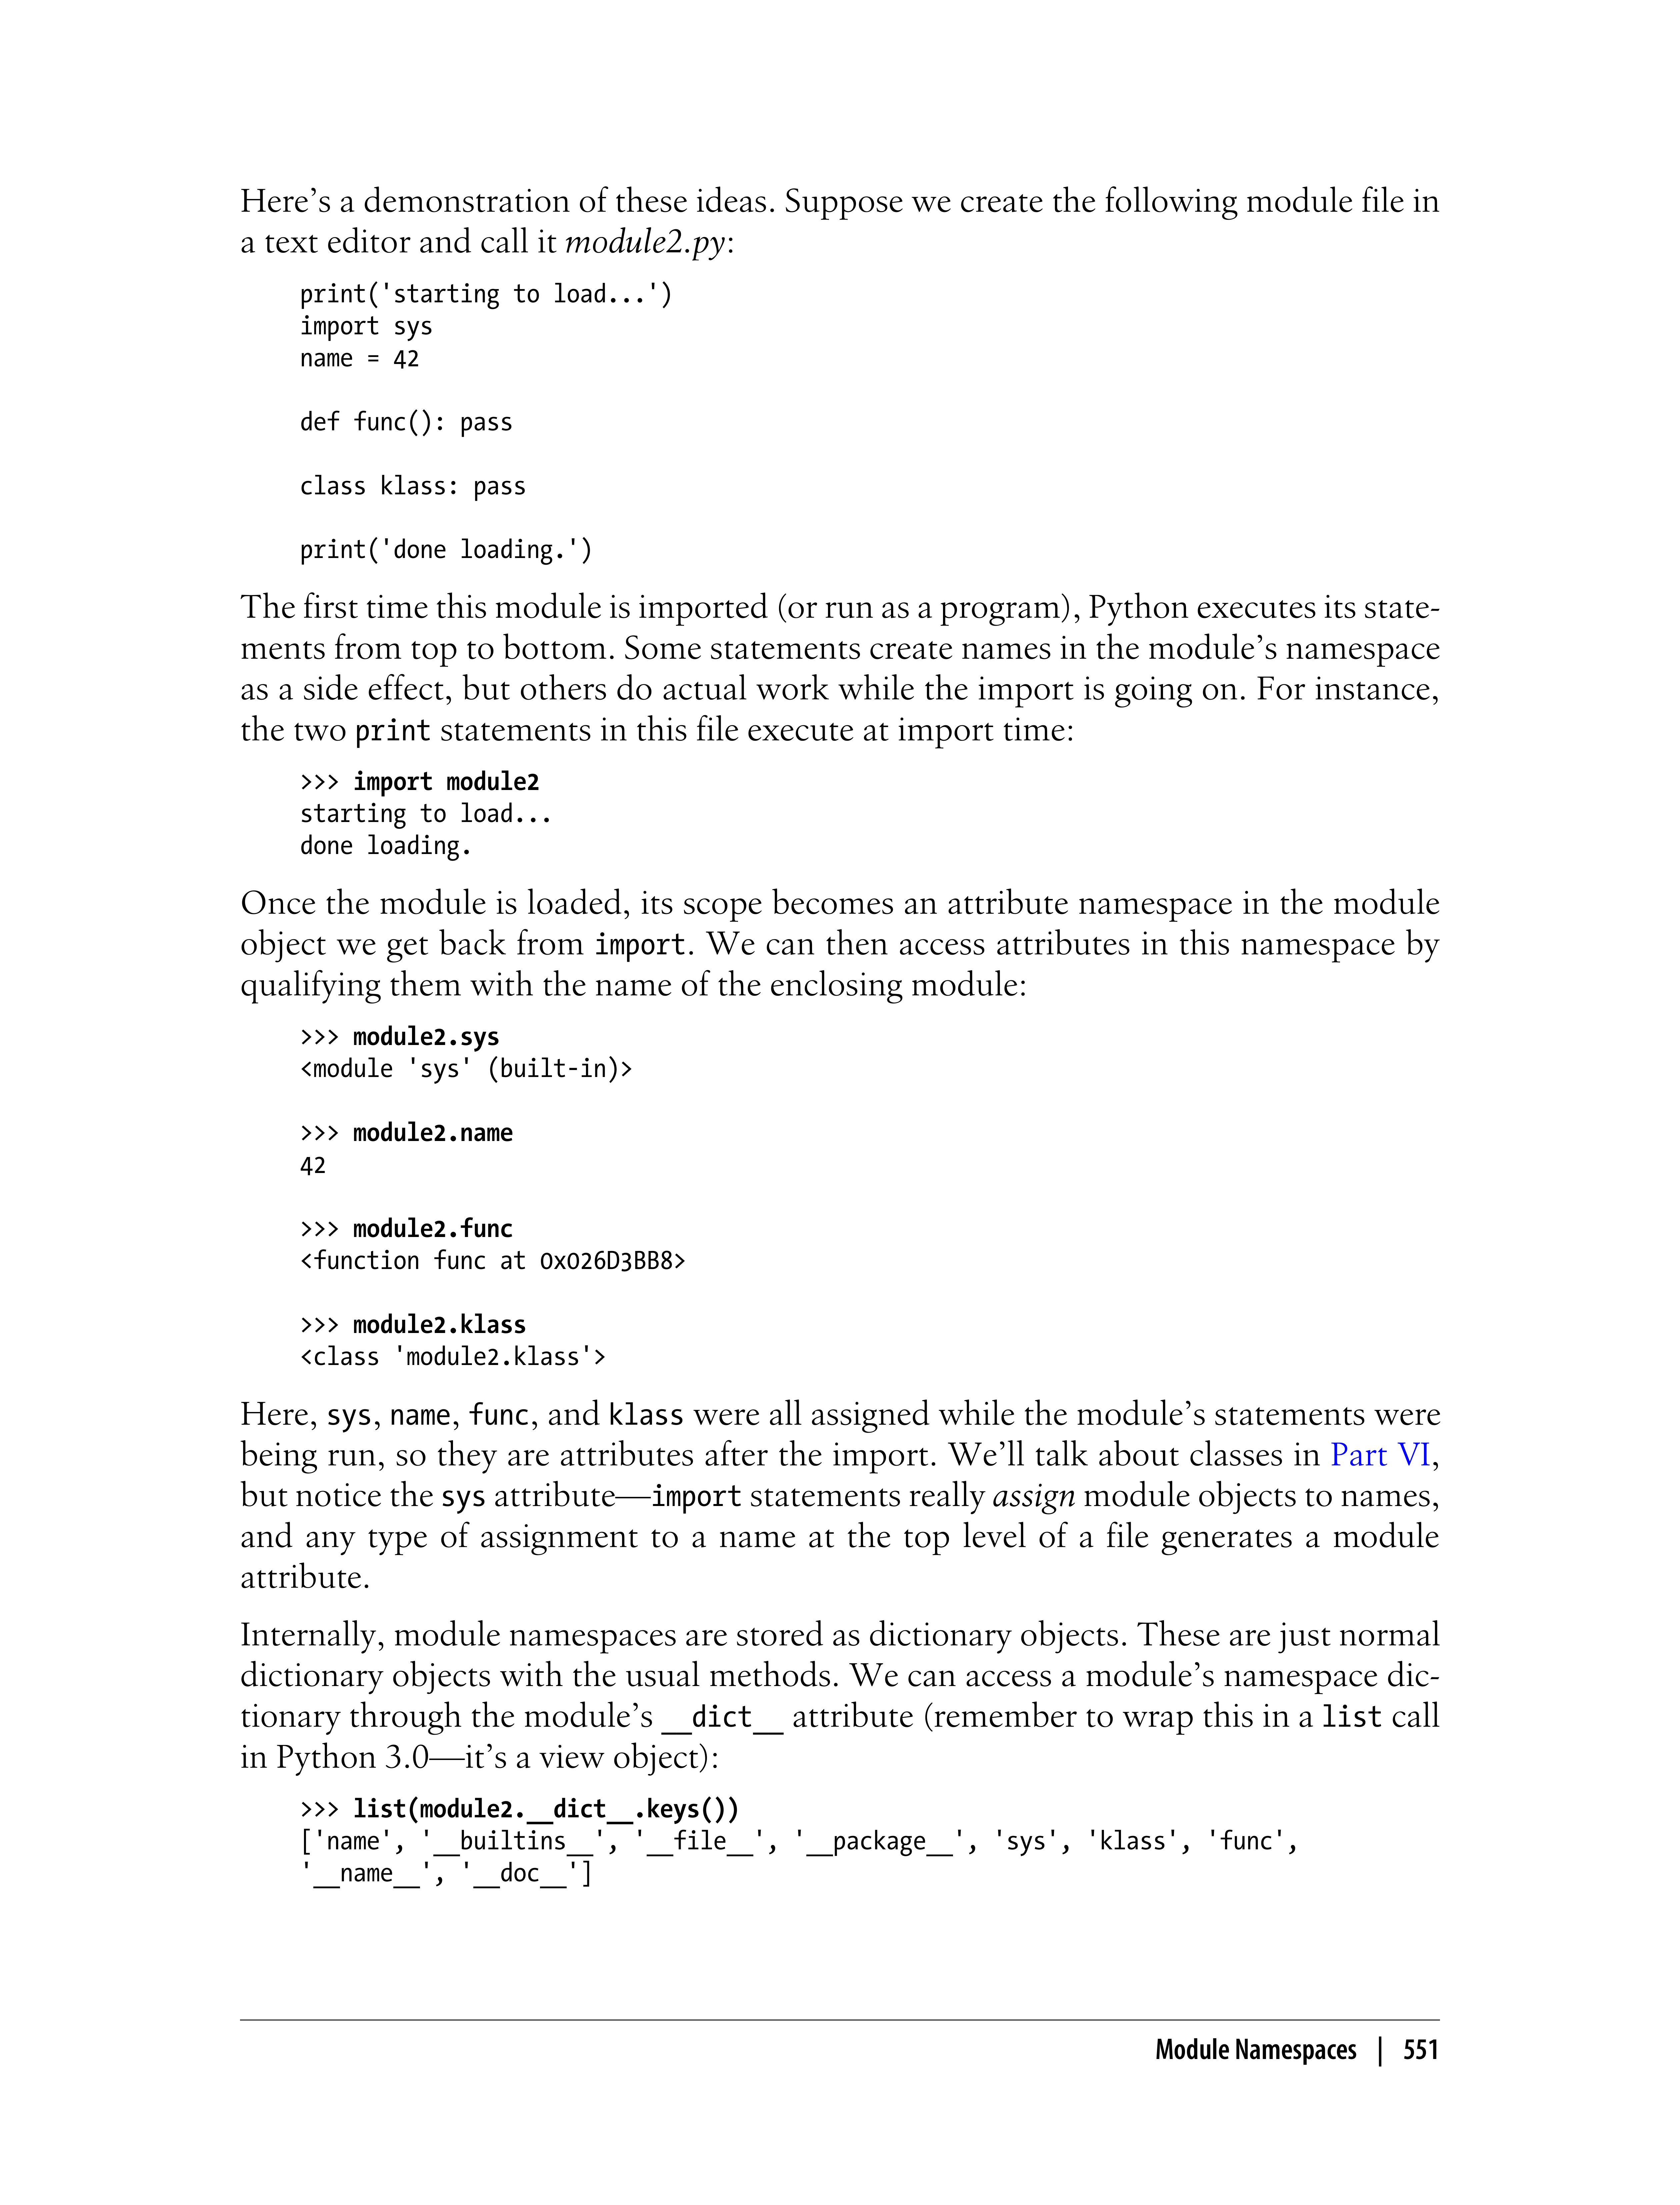 Here’s a demonstration of these ideas. Suppose we create the following module file in
a text editor and call it module2.py:
print('starting to load...')
import sys
name = 42
def func(): pass
class klass: pass
print('done loading.')
The first time this module is imported (or run as a program), Python executes its state-
ments from top to bottom. Some statements create names in the module’s namespace
as a side effect, but others do actual work while the import is going on. For instance,
the two print statements in this file execute at import time:
>>> import module2
starting to load...
done loading.
Once the module is loaded, its scope becomes an attribute namespace in the module
object we get back from import. We can then access attributes in this namespace by
qualifying them with the name of the enclosing module:
>>> module2.sys
<module 'sys' (built-in)>
>>> module2.name
42
>>> module2.func
<function func at 0x026D3BB8>
>>> module2.klass
<class 'module2.klass'>
Here, sys, name, func, and klass were all assigned while the module’s statements were
being run, so they are attributes after the import. We’ll talk about classes in Part VI,
but notice the sys attribute—import statements really assign module objects to names,
and any type of assignment to a name at the top level of a file generates a module
attribute.
Internally, module namespaces are stored as dictionary objects. These are just normal
dictionary objects with the usual methods. We can access a module’s namespace dic-
tionary through the module’s __dict__ attribute (remember to wrap this in a list call
in Python 3.0—it’s a view object):
>>> list(module2.__dict__.keys())
['name', '__builtins__', '__file__', '__package__', 'sys', 'klass', 'func',
'__name__', '__doc__']
Module Namespaces | 551